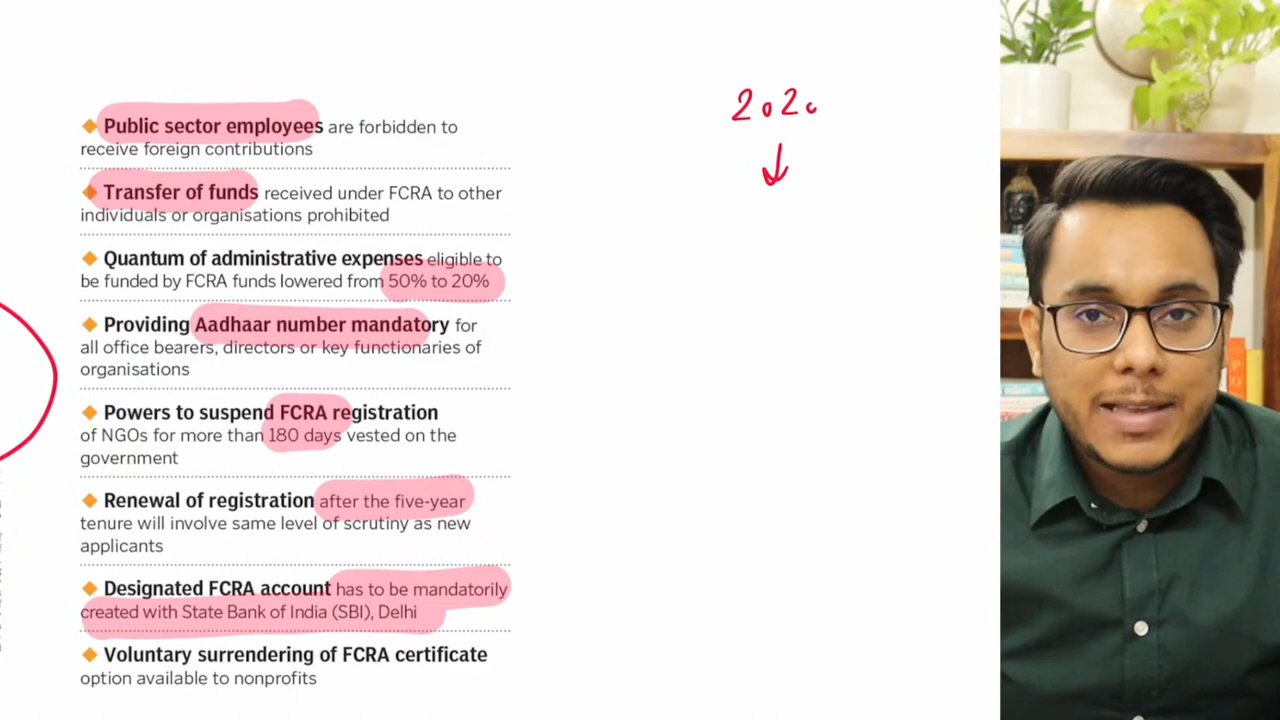 2020
◆ Public sector employees are forbidden to
receive foreign contributions
◆ Transfer of funds received under FCRA to other
individuals or organisations prohibited
◆ Quantum of administrative expenses eligible to
be funded by FCRA funds lowered from 50% to 20%
◆ Providing Aadhaar number mandatory for
all office bearers, directors or key functionaries of
organisations
◆ Powers to suspend FCRA registration
of NGOs for more than 180 days vested on the
government
◆ Renewal of registration after the five-year
tenure will involve same level of scrutiny as new
applicants
◆ Designated FCRA account has to be mandatorily
created with State Bank of India (SBI), Delhi
◆ Voluntary surrendering of FCRA certificate
option available to nonprofits